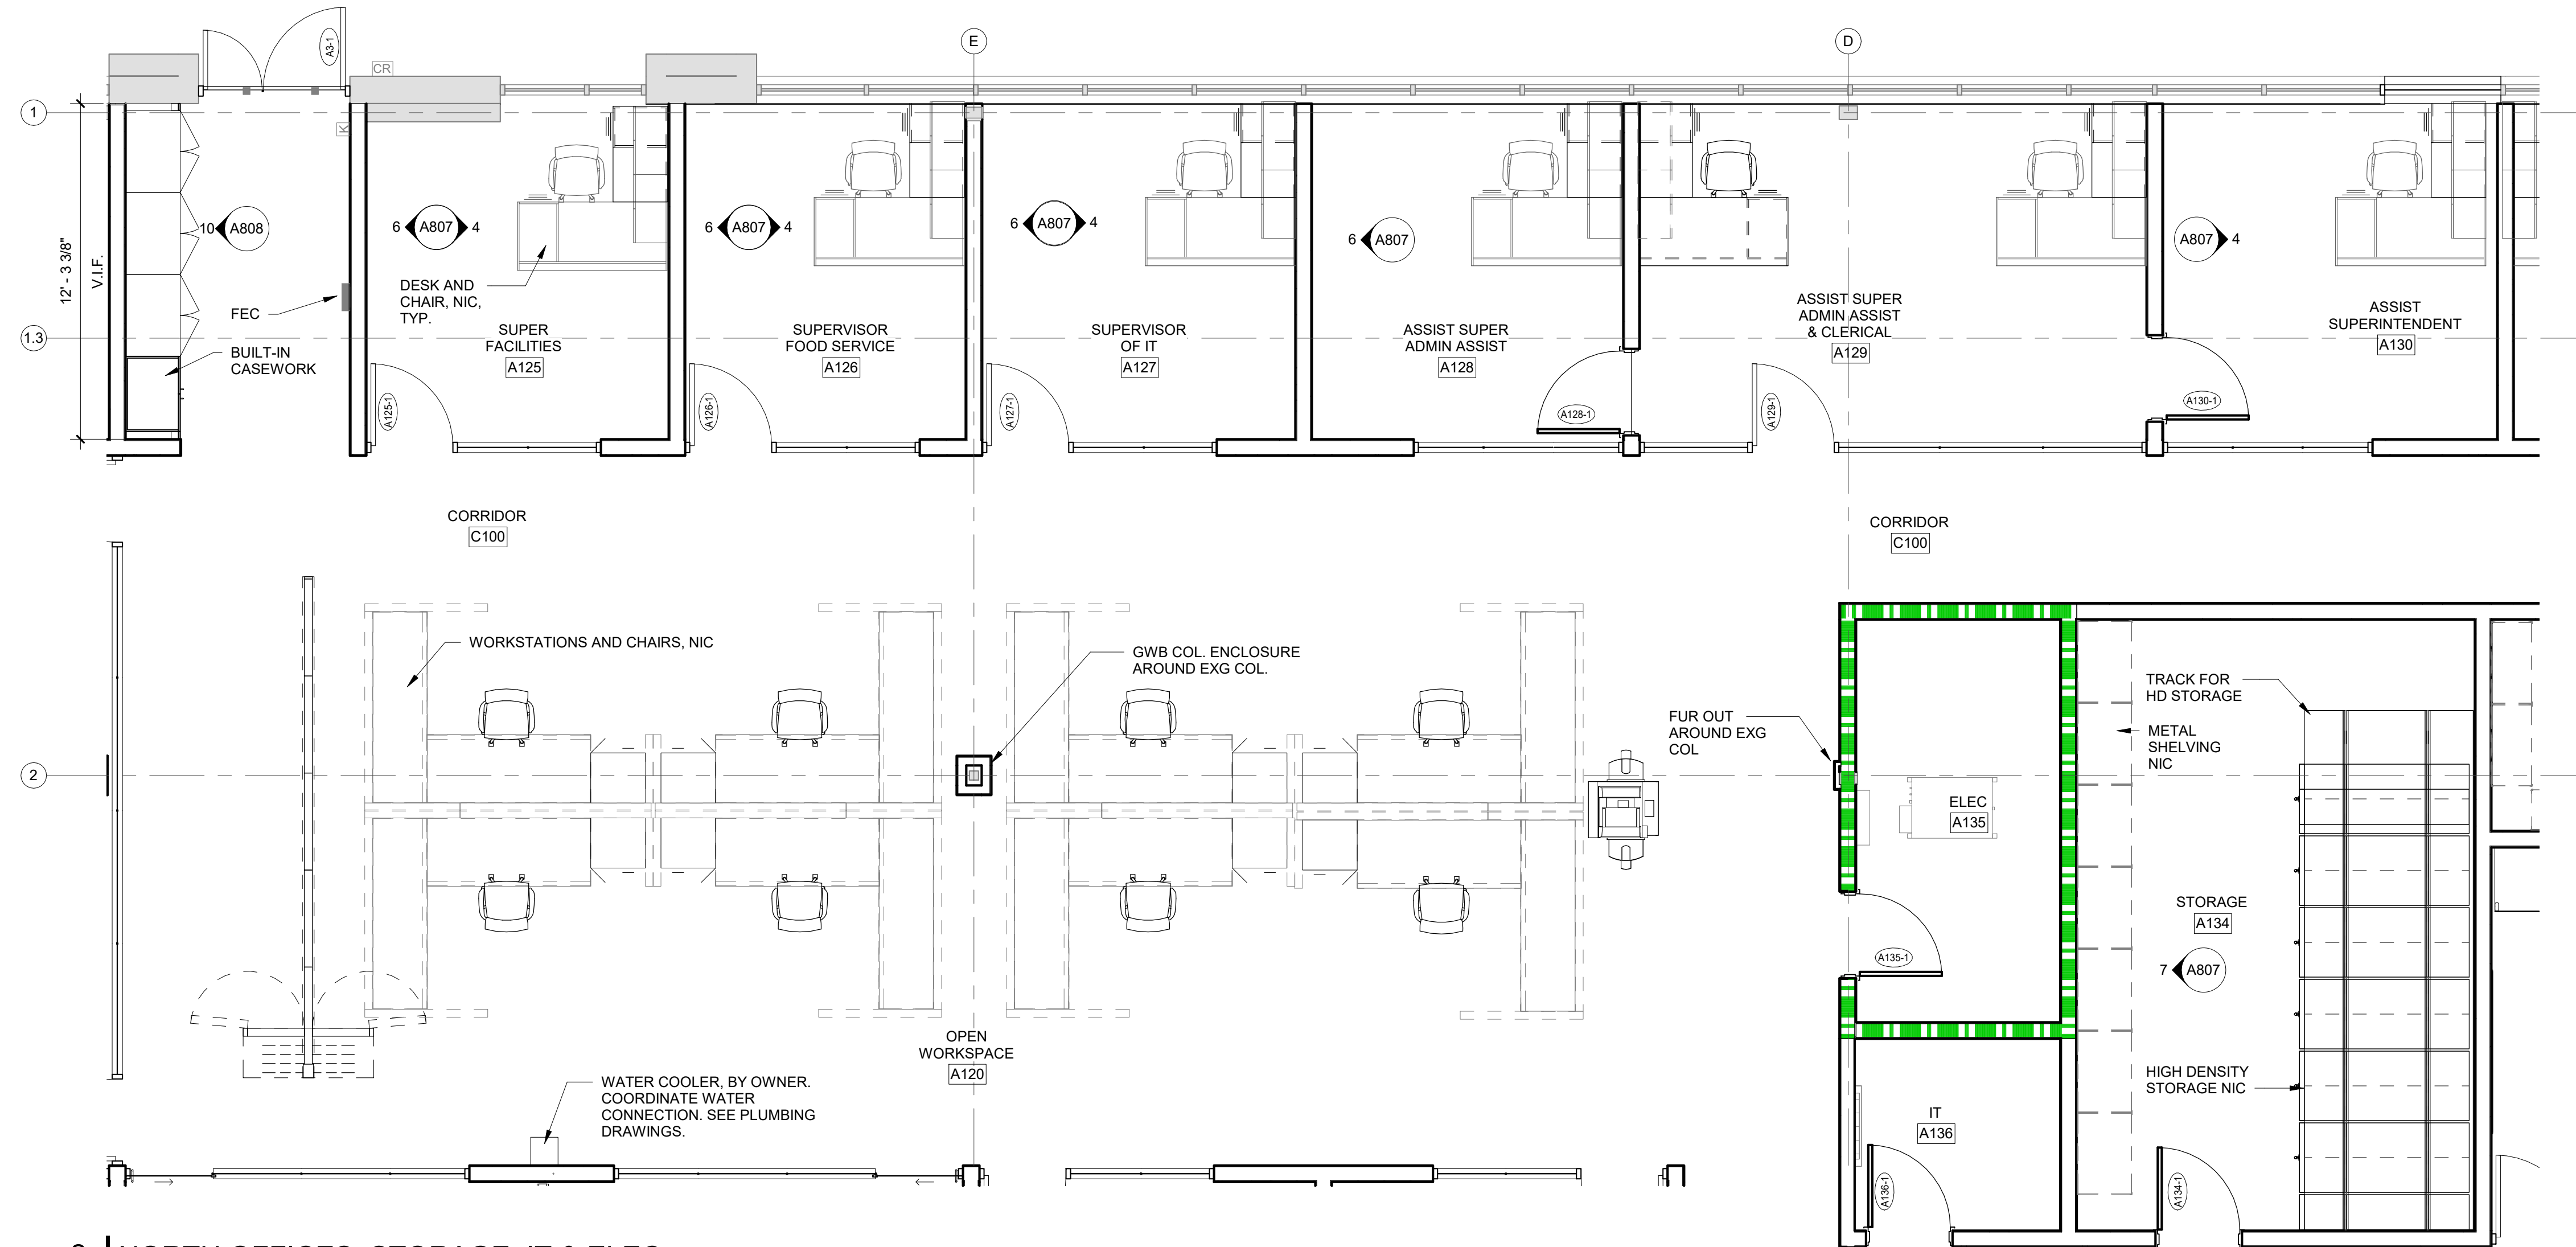 E
D
A3-1
CR
1
K
10 A808
6 A807 4
6 A807 4
6 A807 4
6 A807
A807 4
12' - 3 3/8"
V.I.F.
DESK AND
CHAIR, NIC,
TYP.
FEC
BUILT-IN
CASEWORK
1.3
SUPER
FACILITIES
A125
SUPERVISOR
FOOD SERVICE
A126
SUPERVISOR
OF IT
A127
ASSIST SUPER
ADMIN ASSIST
A128
ASSIST SUPER
ADMIN ASSIST
& CLERICAL
A129
ASSIST
SUPERINTENDENT
A130
A125-1
A126-1
A127-1
A128-1
A129-1
A130-1
CORRIDOR
C100
CORRIDOR
C100
WORKSTATIONS AND CHAIRS, NIC
GWB COL. ENCLOSURE
AROUND EXG COL.
FUR OUT
AROUND EXG
COL
TRACK FOR
HD STORAGE
METAL
SHELVING
NIC
2
ELEC
A135
STORAGE
A134
A135-1
7 A807
OPEN
WORKSPACE
A120
WATER COOLER, BY OWNER.
COORDINATE WATER
CONNECTION. SEE PLUMBING
DRAWINGS.
HIGH DENSITY
STORAGE NIC
IT
A136
A136-1
A134-1
NORTH OFFICES, STORAGE, IT & ELEC